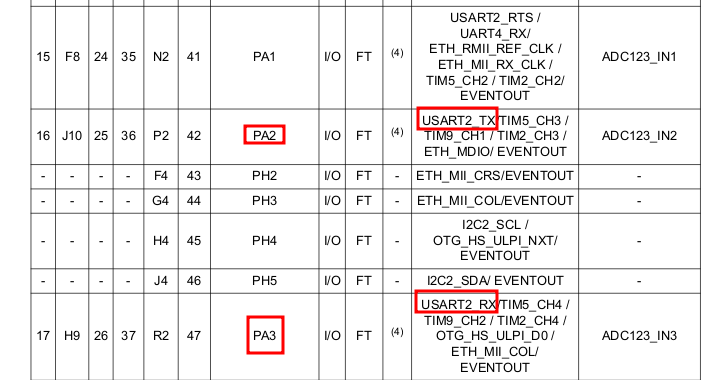 USART2_RTS /
UART4_RX/
ETH_RMII_REF_CLK /
15 F8 24 35 N2 41 PA1 I/O FT (4) ETH_MII_RX_CLK / ADC123_IN1
TIM5_CH2 / TIM2_CH2/
EVENTOUT
USART2_TX/TIM5_CH3 /
16 J10 25 36 P2 42 PA2 I/O FT (4) TIM9_CH1 / TIM2_CH3 / ADC123_IN2
ETH_MDIO/ EVENTOUT
- - - - F4 43 PH2 I/O FT - ETH_MII_CRS/EVENTOUT -
- - - - G4 44 PH3 I/O FT - ETH_MII_COL/EVENTOUT -
I2C2_SCL /
- - - - H4 45 PH4 I/O FT - OTG_HS_ULPI_NXT/ -
EVENTOUT
- - - - J4 46 PH5 I/O FT - I2C2_SDA/ EVENTOUT -
USART2_RX/TIM5_CH4 /
TIM9_CH2 / TIM2_CH4 /
17 H9 26 37 R2 47 PA3 I/O FT (4) OTG_HS_ULPI_D0 / ADC123_IN3
ETH_MII_COL/
EVENTOUT